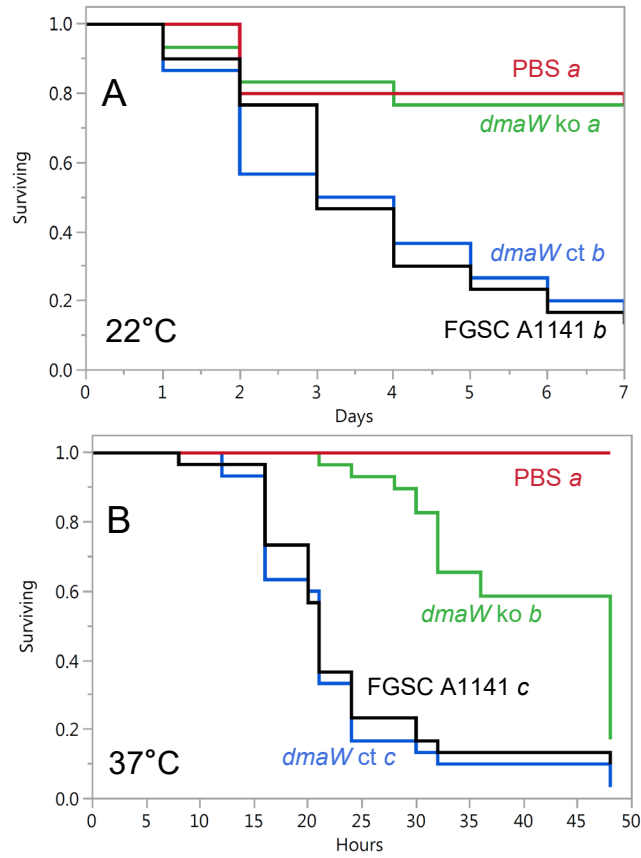 1.0
0.8
0.6
0.4
0.2
0.0
Surviving
A
PBS a
dmaW ko a
dmaW ct b
FGSC A1141 b
22°C
0 1 2 3 4 5 6 7
Days
1.0
0.8
0.6
0.4
0.2
0.0
Surviving
B
PBS a
dmaW ko b
FGSC A1141 c
dmaW ct c
37°C
0 5 10 15 20 25 30 35 40 45 50
Hours